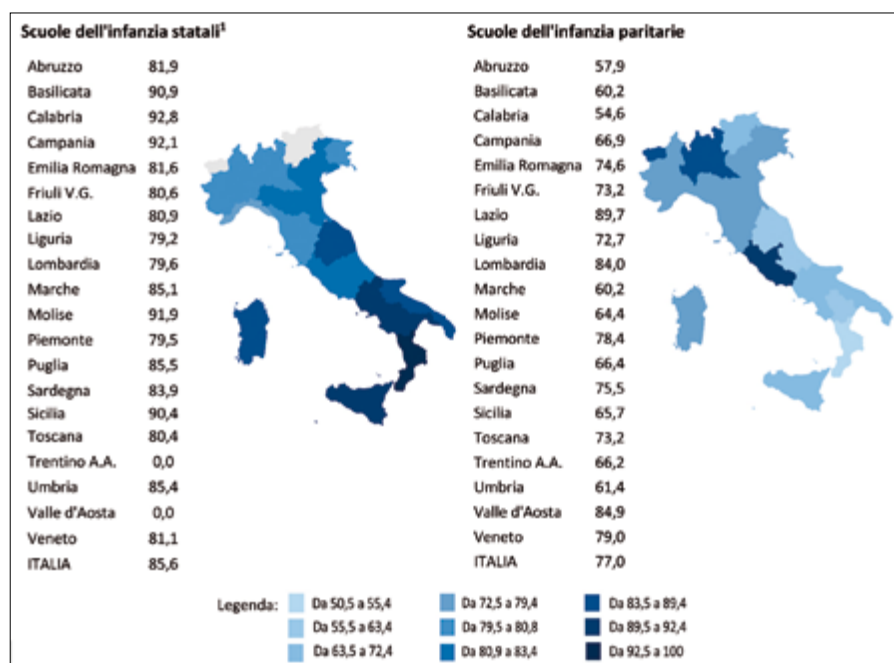 Scuole dell'infanzia statali¹
Abruzzo 81,9
Basilicata 90,9
Calabria 92,8
Campania 92,1
Emilia Romagna 81,6
Friuli V.G. 80,6
Lazio 80,9
Liguria 79,2
Lombardia 79,6
Marche 85,1
Molise 91,9
Piemonte 79,5
Puglia 85,5
Sardegna 83,9
Sicilia 90,4
Toscana 80,4
Trentino A.A. 0,0
Umbria 85,4
Valle d'Aosta 0,0
Veneto 81,1
ITALIA 85,6
Scuole dell'infanzia paritarie
Abruzzo 57,9
Basilicata 60,2
Calabria 54,6
Campania 66,9
Emilia Romagna 74,6
Friuli V.G. 73,2
Lazio 89,7
Liguria 72,7
Lombardia 84,0
Marche 60,2
Molise 64,4
Piemonte 78,4
Puglia 66,4
Sardegna 75,5
Sicilia 65,7
Toscana 73,2
Trentino A.A. 66,2
Umbria 61,4
Valle d'Aosta 84,9
Veneto 79,0
ITALIA 77,0
Legenda: Da 50,5 a 55,4 Da 72,5 a 79,4 Da 83,5 a 89,4
Da 55,5 a 63,4 Da 79,5 a 80,8 Da 89,5 a 92,4
Da 63,5 a 72,4 Da 80,9 a 83,4 Da 92,5 a 100